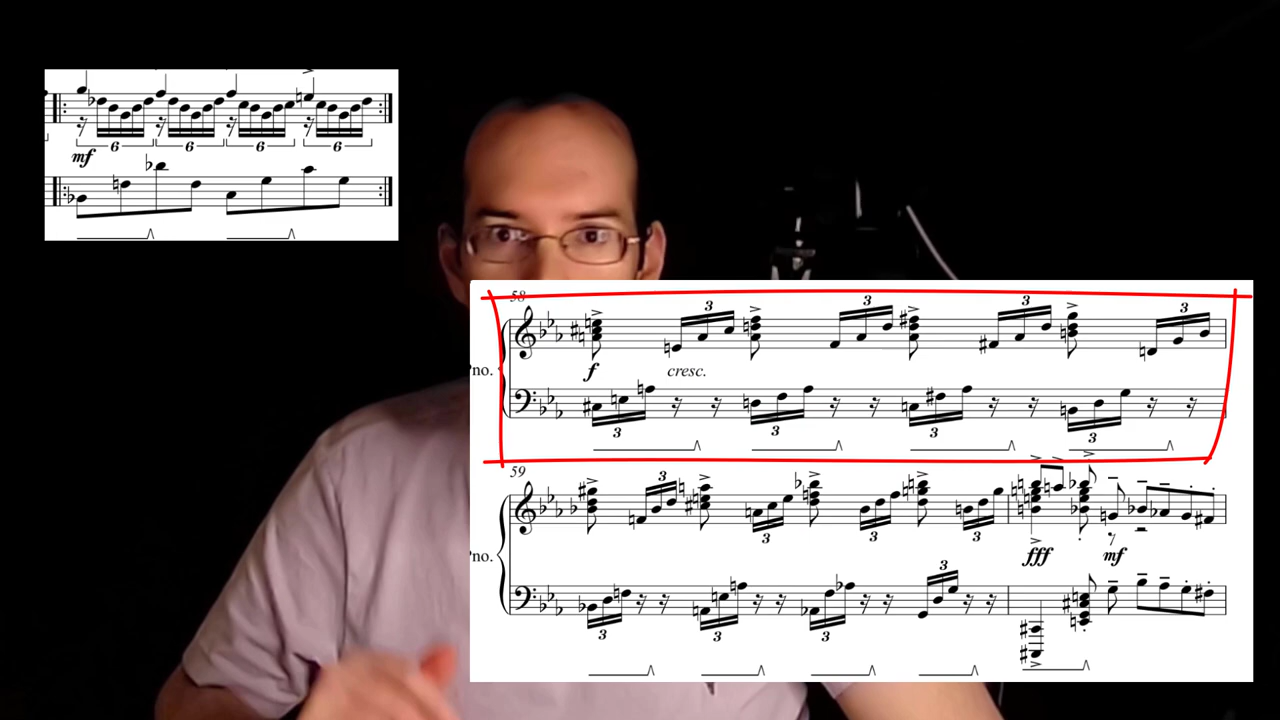 6 6 6 6
mf
58
3 3 3 3
Pno.
f cresc.
3 3 3 3
59
3 3 3 3
Pno.
fff mf
3 3 3 3